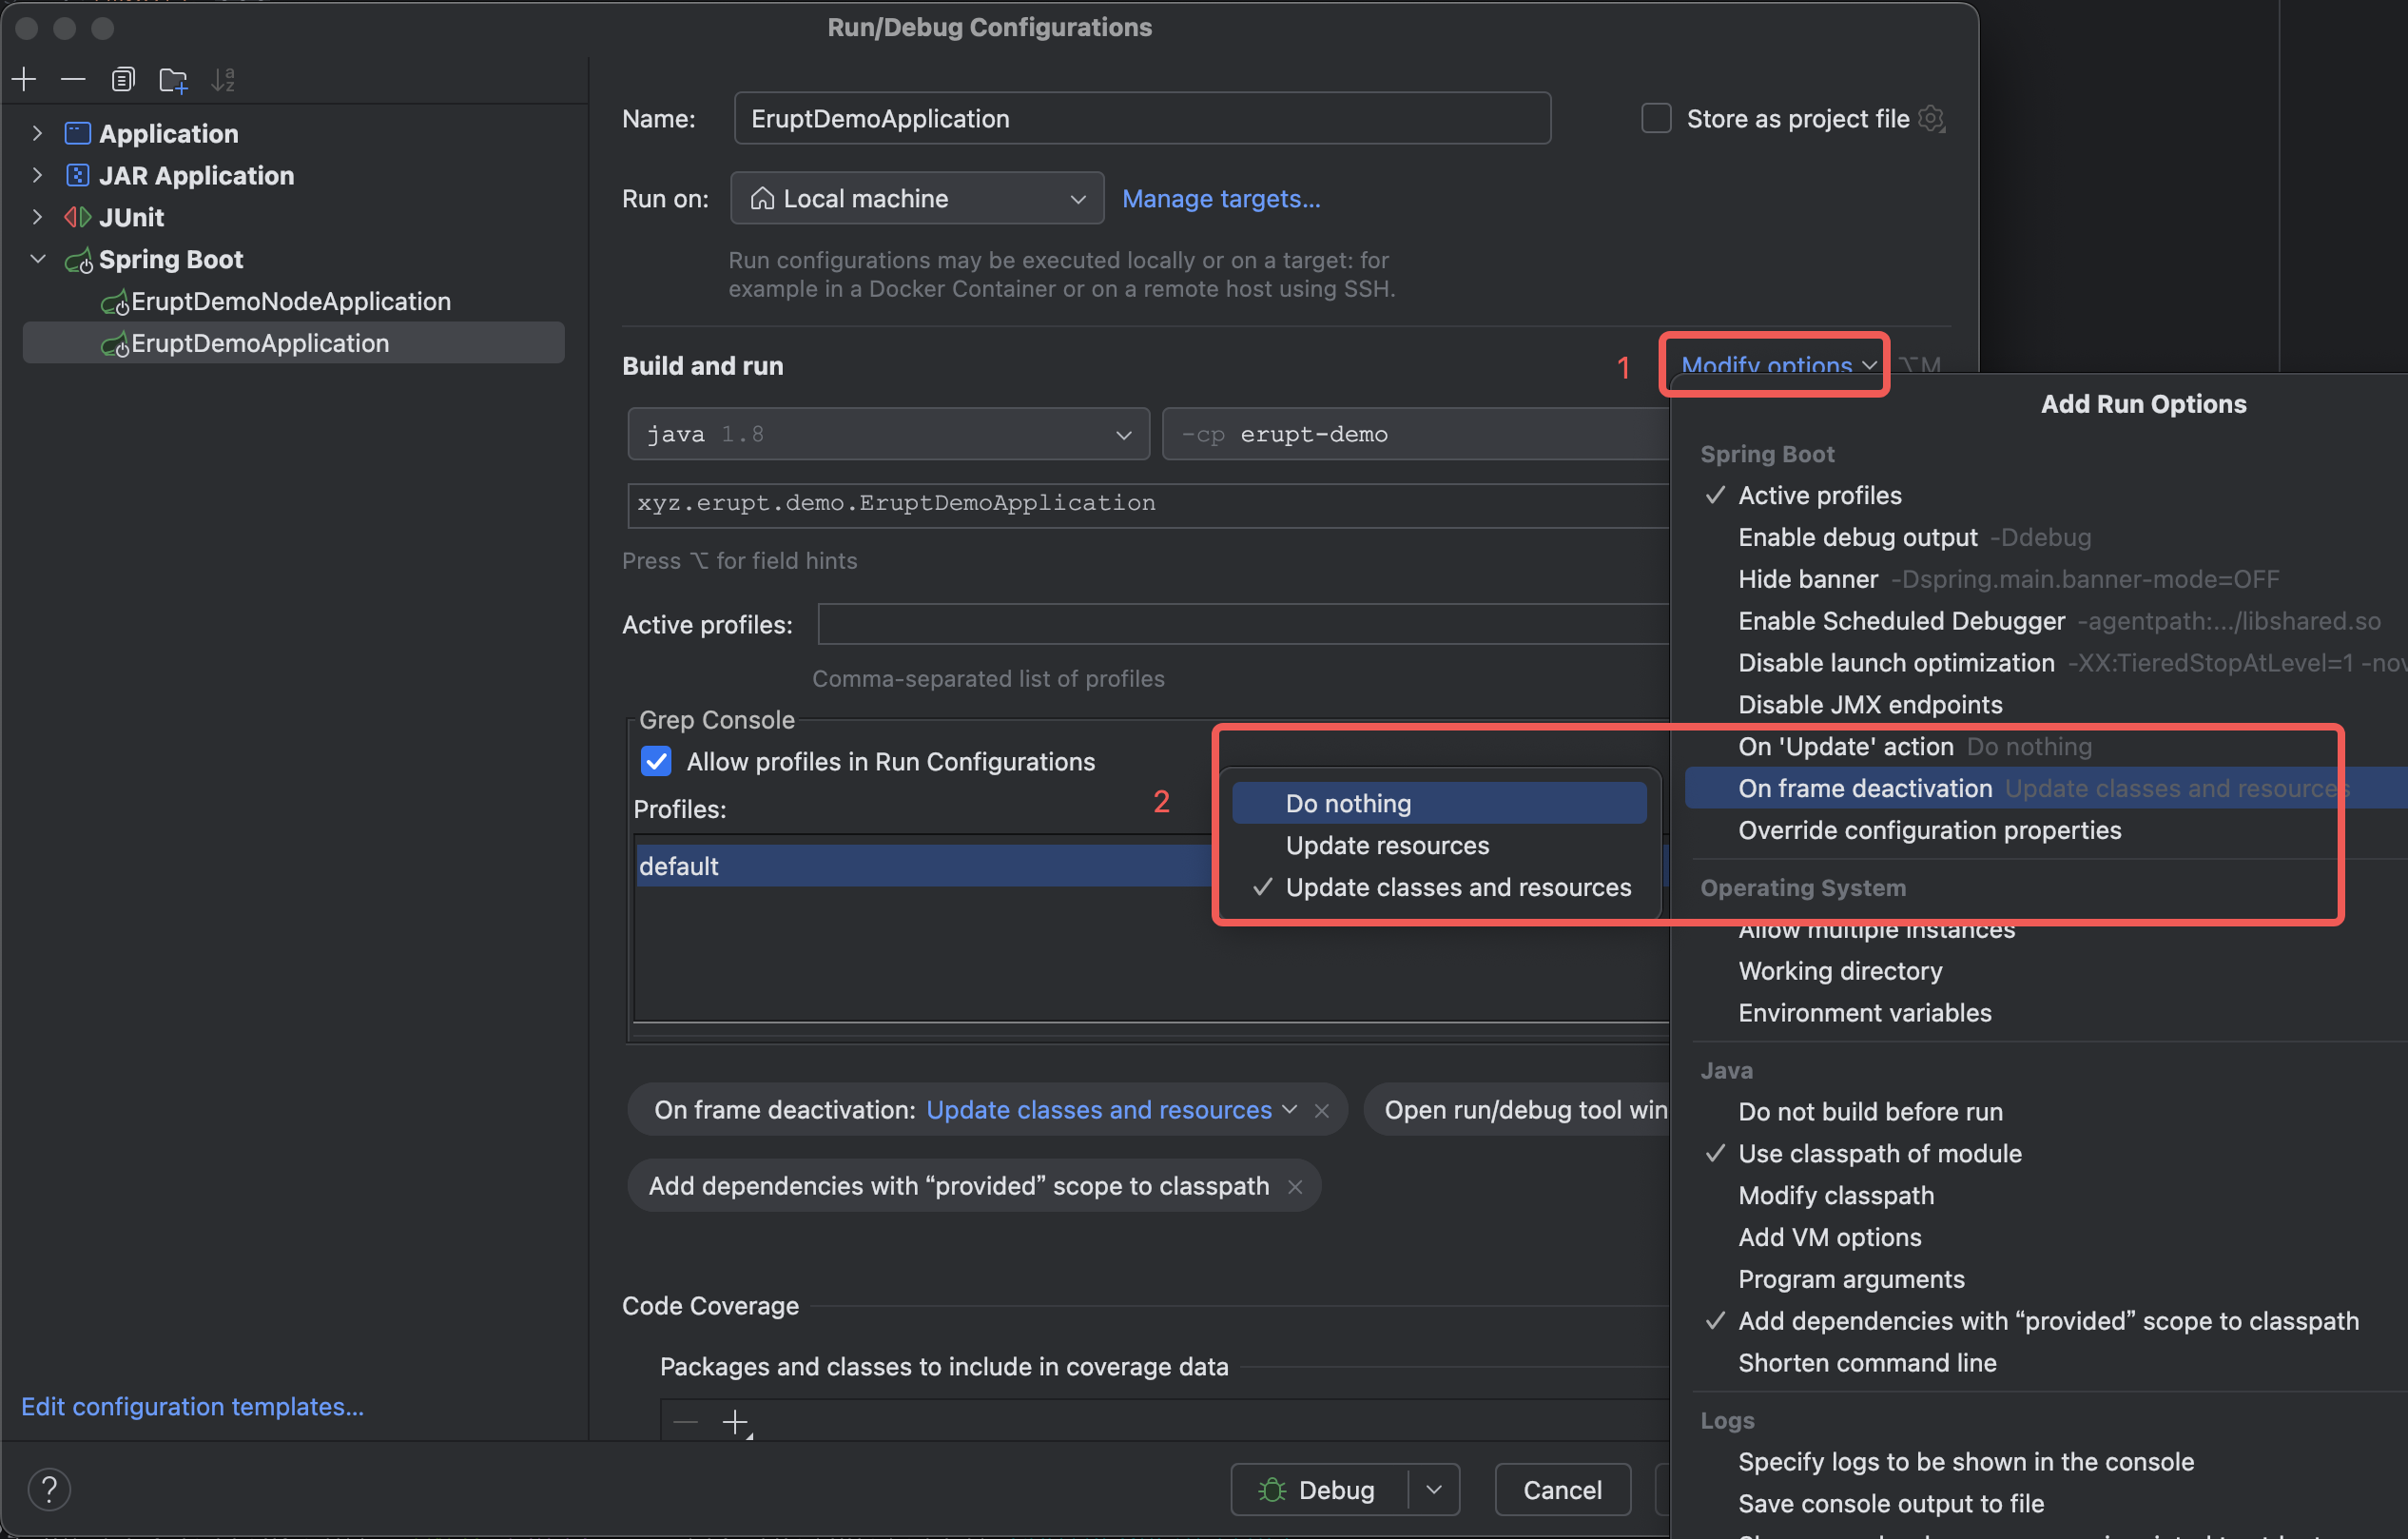 Run/Debug Configurations
Application
JAR Application
JUnit
Spring Boot
EruptDemoNodeApplication
EruptDemoApplication
Edit configuration templates...
Name:
EruptDemoApplication
Store as project file
Run on:
Local machine
Manage targets...
Run configurations may be executed locally or on a target: for
example in a Docker Container or on a remote host using SSH.
Build and run
1
Modify options
⌥M
java 1.8
-cp erupt-demo
xyz.erupt.demo.EruptDemoApplication
Press ⌥ for field hints
Active profiles:
Comma-separated list of profiles
Grep Console
Allow profiles in Run Configurations
Profiles:
default
2
Do nothing
Update resources
Update classes and resources
On frame deactivation: Update classes and resources
Open run/debug tool win
Add dependencies with “provided” scope to classpath
Code Coverage
Packages and classes to include in coverage data
?
Debug
Cancel
Add Run Options
Spring Boot
Active profiles
Enable debug output -Ddebug
Hide banner -Dspring.main.banner-mode=OFF
Enable Scheduled Debugger -agentpath:.../libshared.so
Disable launch optimization -XX:TieredStopAtLevel=1 -nov
Disable JMX endpoints
On 'Update' action Do nothing
On frame deactivation Update classes and resources
Override configuration properties
Operating System
Allow multiple instances
Working directory
Environment variables
Java
Do not build before run
Use classpath of module
Modify classpath
Add VM options
Program arguments
Add dependencies with “provided” scope to classpath
Shorten command line
Logs
Specify logs to be shown in the console
Save console output to file